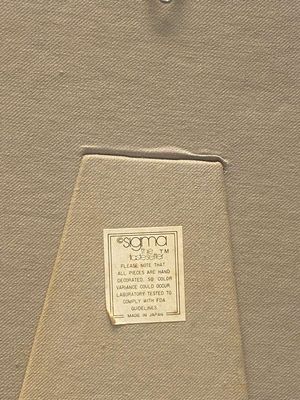 ©sigma
the
tastesetter ™
PLEASE NOTE THAT
ALL PIECES ARE HAND
DECORATED, SO COLOR
VARIANCE COULD OCCUR
LABORATORY TESTED TO
COMPLY WITH FDA
GUIDELINES.
MADE IN JAPAN